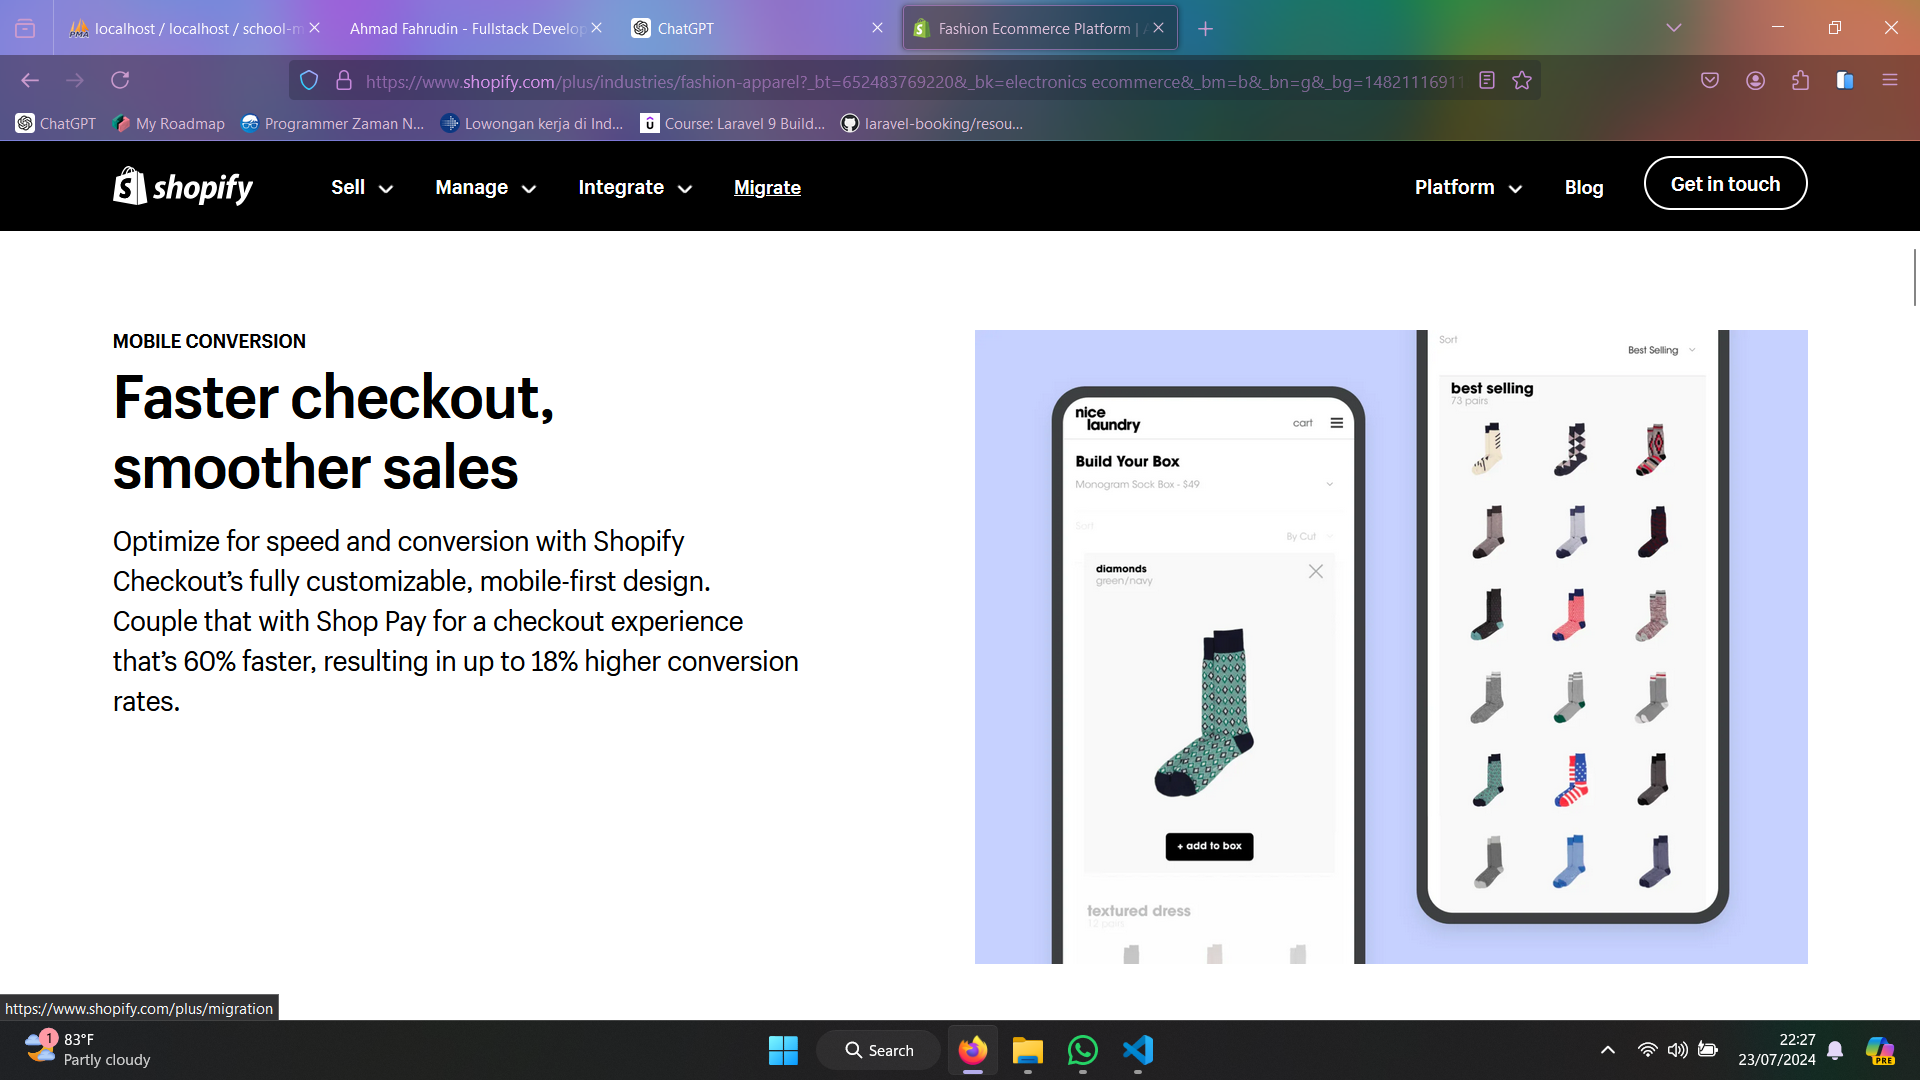 localhost / localhost / school-m
Ahmad Fahrudin - Fullstack Develop
ChatGPT
Fashion Ecommerce Platform |
https://www.shopify.com/plus/industries/fashion-apparel?_bt=652483769220&_bk=electronics ecommerce&_bm=b&_bn=g&_bg=14821116911
ChatGPT
My Roadmap
Programmer Zaman N...
Lowongan kerja di Ind...
Course: Laravel 9 Build...
laravel-booking/resou...
shopify
Sell
Manage
Integrate
Migrate
Platform
Blog
Get in touch
MOBILE CONVERSION
Faster checkout,
smoother sales
Optimize for speed and conversion with Shopify
Checkout’s fully customizable, mobile-first design.
Couple that with Shop Pay for a checkout experience
that’s 60% faster, resulting in up to 18% higher conversion
rates.
nice
laundry
cart
Build Your Box
Monogram Sock Box - $49
Sort
By Cut
diamonds
green/navy
+ add to box
textured dress
12 pairs
Sort
Best Selling
best selling
73 pairs
https://www.shopify.com/plus/migration
1
83°F
Partly cloudy
Search
22:27
23/07/2024
PRE